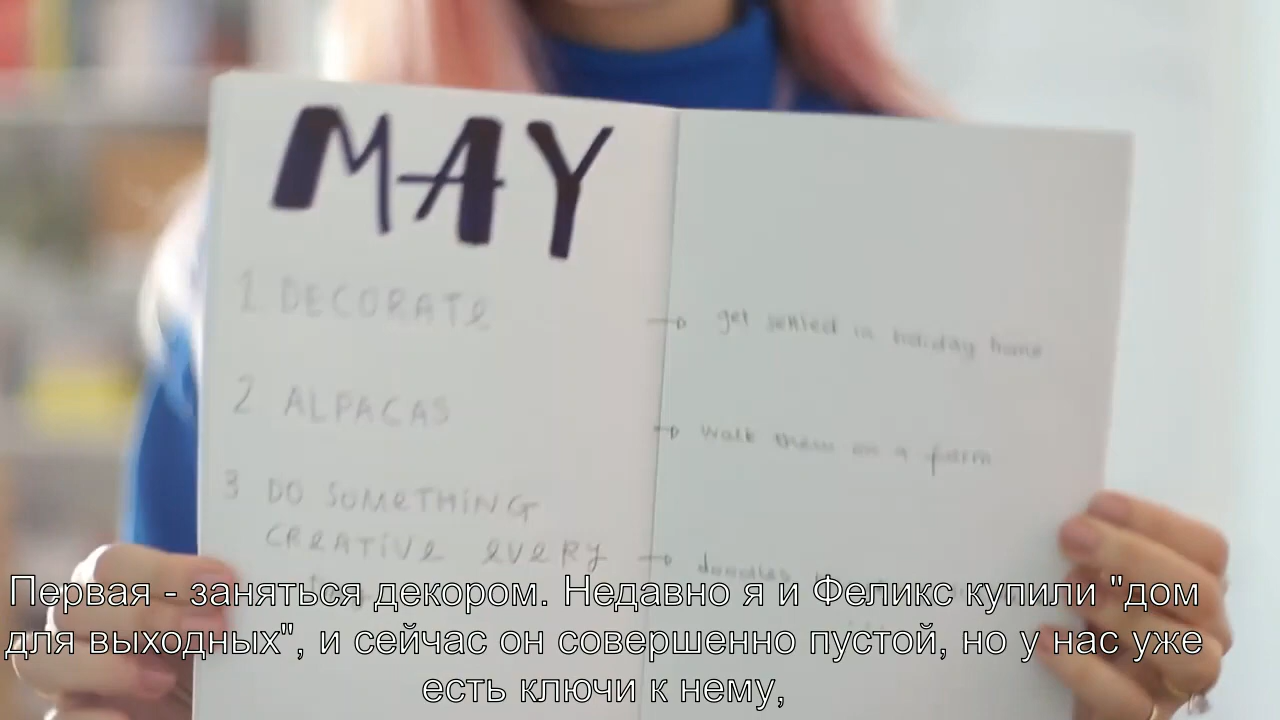 MAY
1 DECORATE
get settled in holiday home
2 ALPACAS
walk them on a farm
3 DO SOMETHING
CREATIVE EVERY
doodles
Первая - заняться декором. Недавно я и Феликс купили "дом
для выходных", и сейчас он совершенно пустой, но у нас уже
есть ключи к нему,